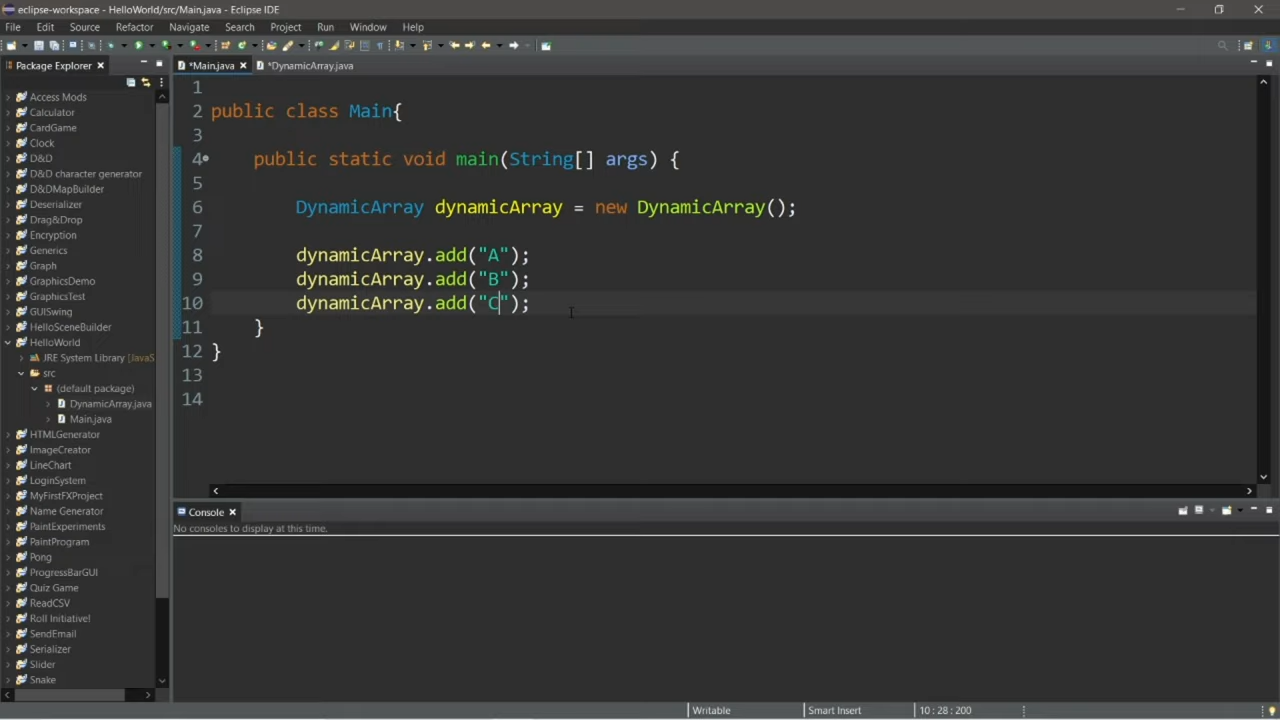 eclipse-workspace - HelloWorld/src/Main.java - Eclipse IDE
File Edit Source Refactor Navigate Search Project Run Window Help
Package Explorer
*Main.java
*DynamicArray.java
Access Mods
Calculator
CardGame
Clock
D&D
D&D character generator
D&DMapBuilder
Deserializer
Drag&Drop
Encryption
Generics
Graph
GraphicsDemo
GraphicsTest
GUISwing
HelloSceneBuilder
HelloWorld
JRE System Library [JavaS
src
(default package)
DynamicArray.java
Main.java
HTMLGenerator
ImageCreator
LineChart
LoginSystem
MyFirstFXProject
Name Generator
PaintExperiments
PaintProgram
Pong
ProgressBarGUI
Quiz Game
ReadCSV
Roll Initiative!
SendEmail
Serializer
Slider
Snake
1
2 public class Main{
3
4 public static void main(String[] args) {
5
6 DynamicArray dynamicArray = new DynamicArray();
7
8 dynamicArray.add("A");
9 dynamicArray.add("B");
10 dynamicArray.add("C");
11 }
12 }
13
14
Console
No consoles to display at this time.
Writable Smart Insert 10 : 28 : 200